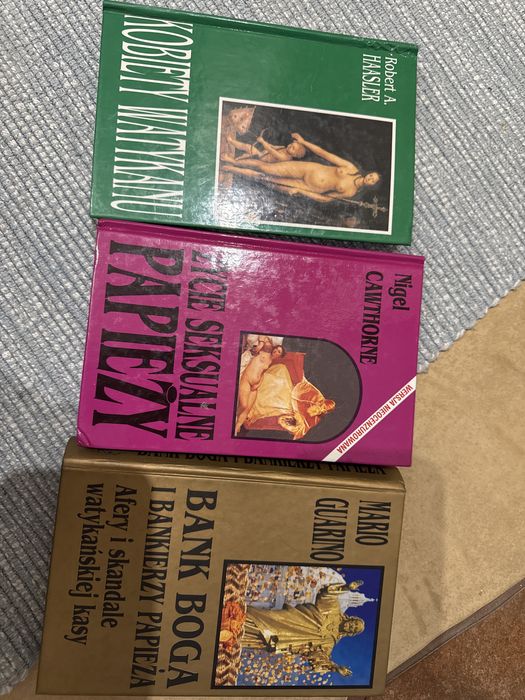 Robert A.
HAASLER
KOBIETY WATYKANU
Nigel
CAWTHORNE
WERSJA NIEOCENZUROWANA
ŻYCIE SEKSUALNE
PAPIEŻY
BANK BOGA I BANKIERZY PAPIEŻA
MARIO
GUARINO
BANK BOGA
I BANKIERZY PAPIEŻA
Afery i skandale
watykańskiej kasy